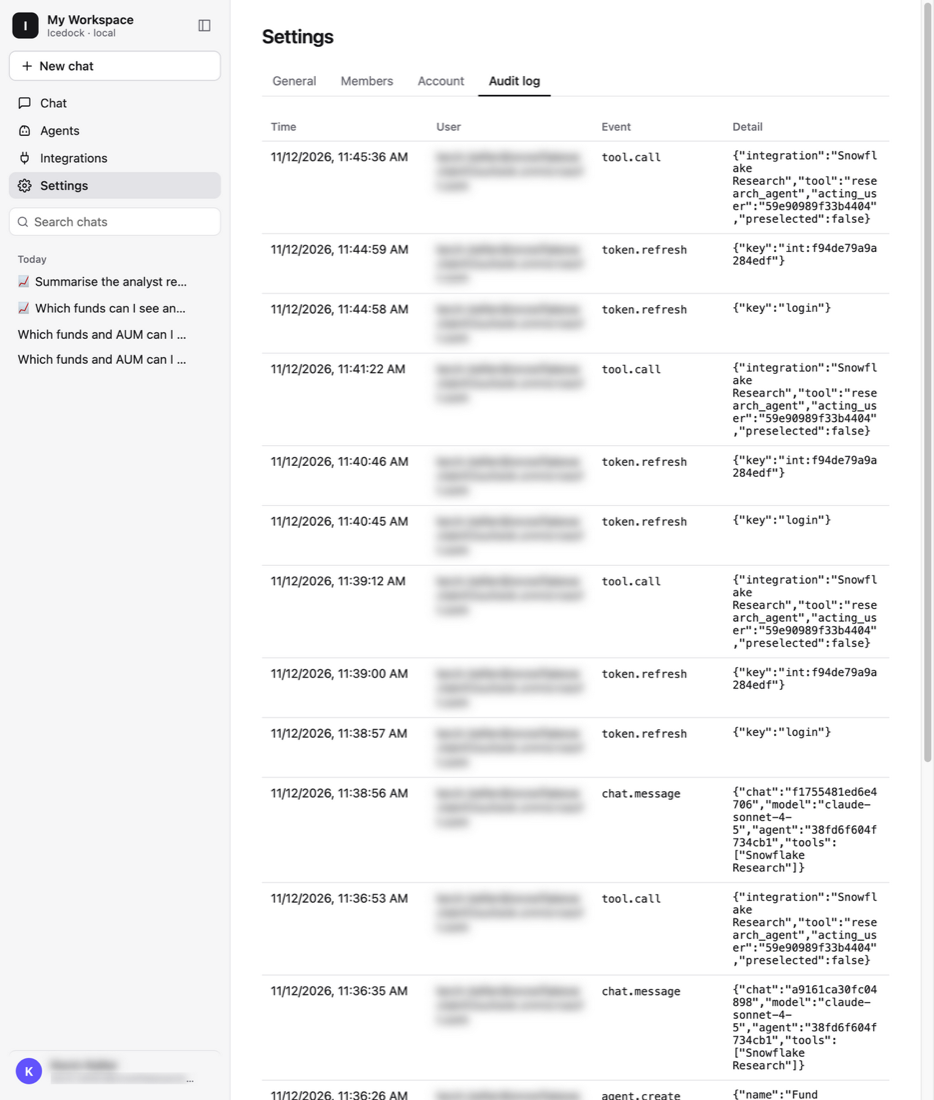 I
My Workspace
Icedock · local
+ New chat
Chat
Agents
Integrations
Settings
Search chats
Today
📈 Summarise the analyst re...
📈 Which funds can I see an...
Which funds and AUM can I ...
Which funds and AUM can I ...
K
...
Settings
General Members Account Audit log
Time User Event Detail
11/12/2026, 11:45:36 AM tool.call {"integration":"Snowfl
ake
Research","tool":"rese
arch_agent","acting_us
er":"59e90989f33b4404"
,"preselected":false}
11/12/2026, 11:44:59 AM token.refresh {"key":"int:f94de79a9a
284edf"}
11/12/2026, 11:44:58 AM token.refresh {"key":"login"}
11/12/2026, 11:41:22 AM tool.call {"integration":"Snowfl
ake
Research","tool":"rese
arch_agent","acting_us
er":"59e90989f33b4404"
,"preselected":false}
11/12/2026, 11:40:46 AM token.refresh {"key":"int:f94de79a9a
284edf"}
11/12/2026, 11:40:45 AM token.refresh {"key":"login"}
11/12/2026, 11:39:12 AM tool.call {"integration":"Snowfl
ake
Research","tool":"rese
arch_agent","acting_us
er":"59e90989f33b4404"
,"preselected":false}
11/12/2026, 11:39:00 AM token.refresh {"key":"int:f94de79a9a
284edf"}
11/12/2026, 11:38:57 AM token.refresh {"key":"login"}
11/12/2026, 11:38:56 AM chat.message {"chat":"f1755481ed6e4
706","model":"claude-
sonnet-4-
5","agent":"38fd6f604f
734cb1","tools":
["Snowflake
Research"]}
11/12/2026, 11:36:53 AM tool.call {"integration":"Snowfl
ake
Research","tool":"rese
arch_agent","acting_us
er":"59e90989f33b4404"
,"preselected":false}
11/12/2026, 11:36:35 AM chat.message {"chat":"a9161ca30fc04
898","model":"claude-
sonnet-4-
5","agent":"38fd6f604f
734cb1","tools":
["Snowflake
Research"]}
11/12/2026, 11:36:26 AM agent.create {"name":"Fund